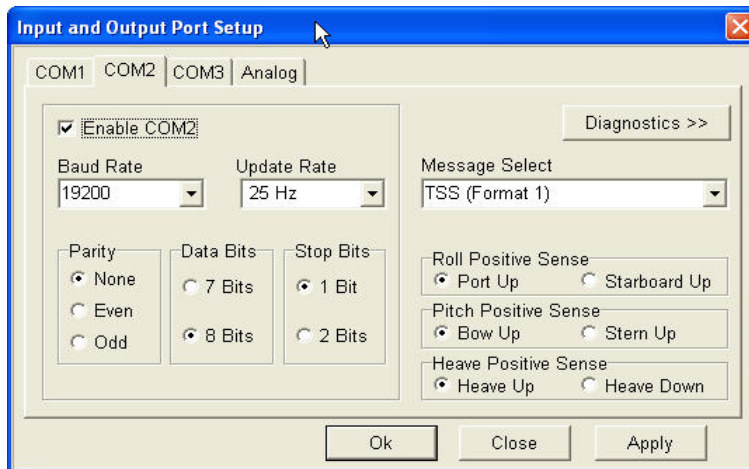 Input and Output Port Setup
COM1 COM2 COM3 Analog
Enable COM2
Diagnostics >>
Baud Rate Update Rate Message Select
19200 25 Hz TSS (Format 1)
Parity Data Bits Stop Bits
None 7 Bits 1 Bit
Even
Odd 8 Bits 2 Bits
Roll Positive Sense
Port Up Starboard Up
Pitch Positive Sense
Bow Up Stern Up
Heave Positive Sense
Heave Up Heave Down
Ok Close Apply